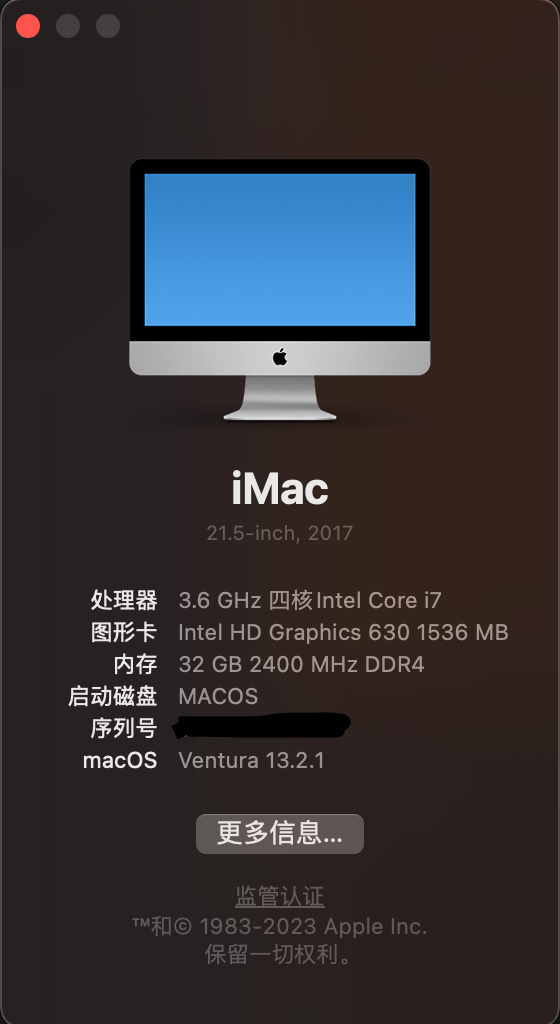 iMac
21.5-inch, 2017
处理器 3.6 GHz 四核Intel Core i7
图形卡 Intel HD Graphics 630 1536 MB
内存 32 GB 2400 MHz DDR4
启动磁盘 MACOS
序列号
macOS Ventura 13.2.1
更多信息...
监管认证
™和© 1983-2023 Apple Inc.
保留一切权利。